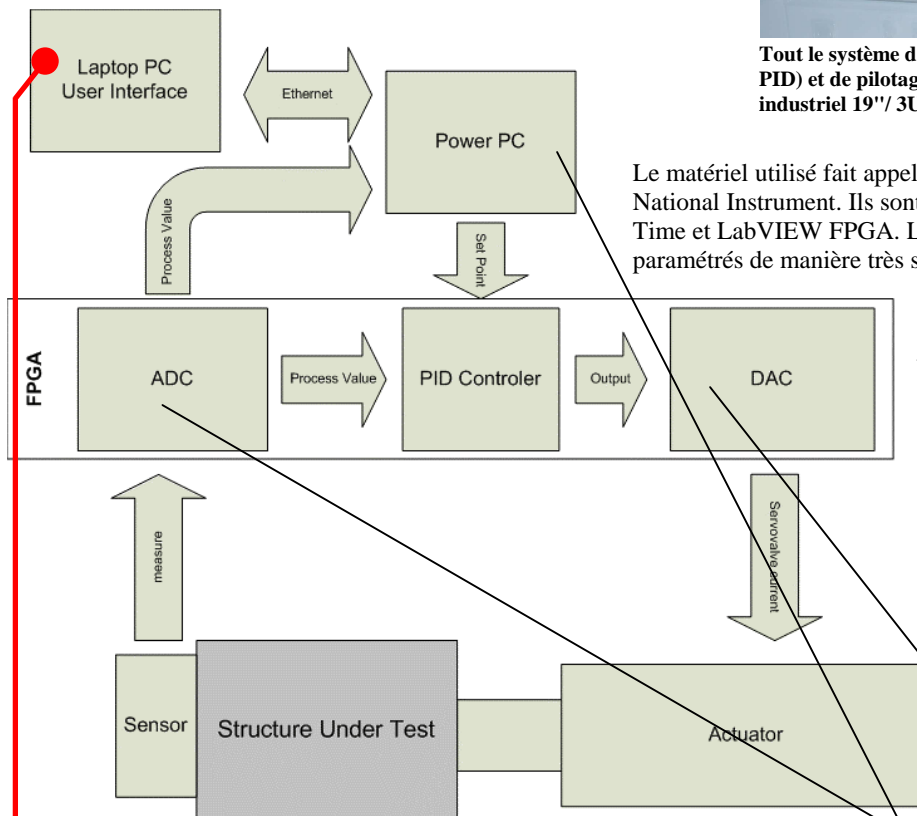 Laptop PC
User Interface
Ethernet
Power PC
Tout le système d
PID) et de pilotag
industriel 19"/ 3U
Le matériel utilisé fait appel
National Instrument. Ils sont
Time et LabVIEW FPGA. L
paramétrés de manière très s
Process Value
Set Point
FPGA
ADC
Process Value
PID Controler
Output
DAC
measure
Servovalve current
Sensor
Structure Under Test
Actuator